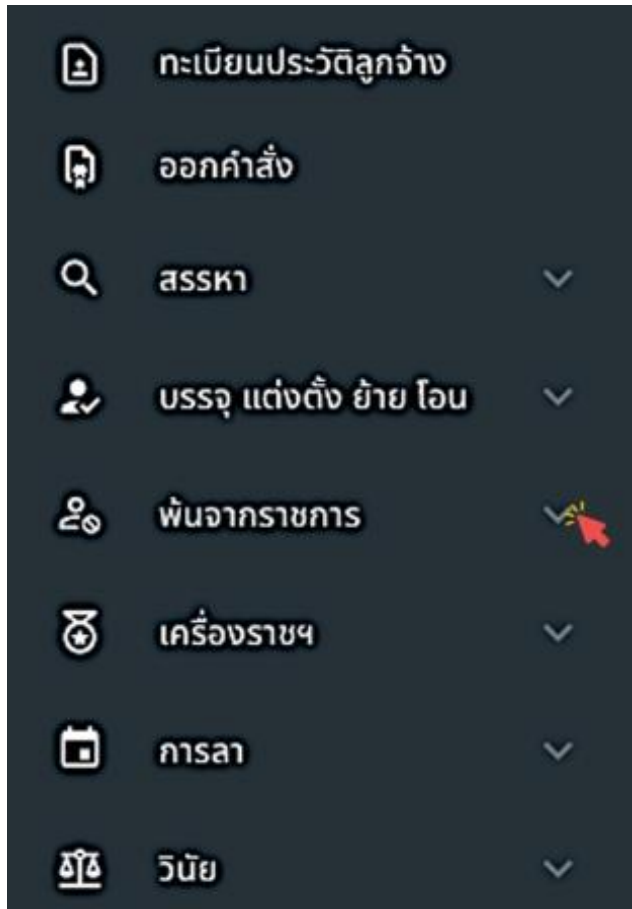 ทะเบียนประวัติลูกจ้าง
ออกคำสั่ง
สรรหา
บรรจุ แต่งตั้ง ย้าย โอน
พ้นจากราชการ
เครื่องราชฯ
การลา
วินัย